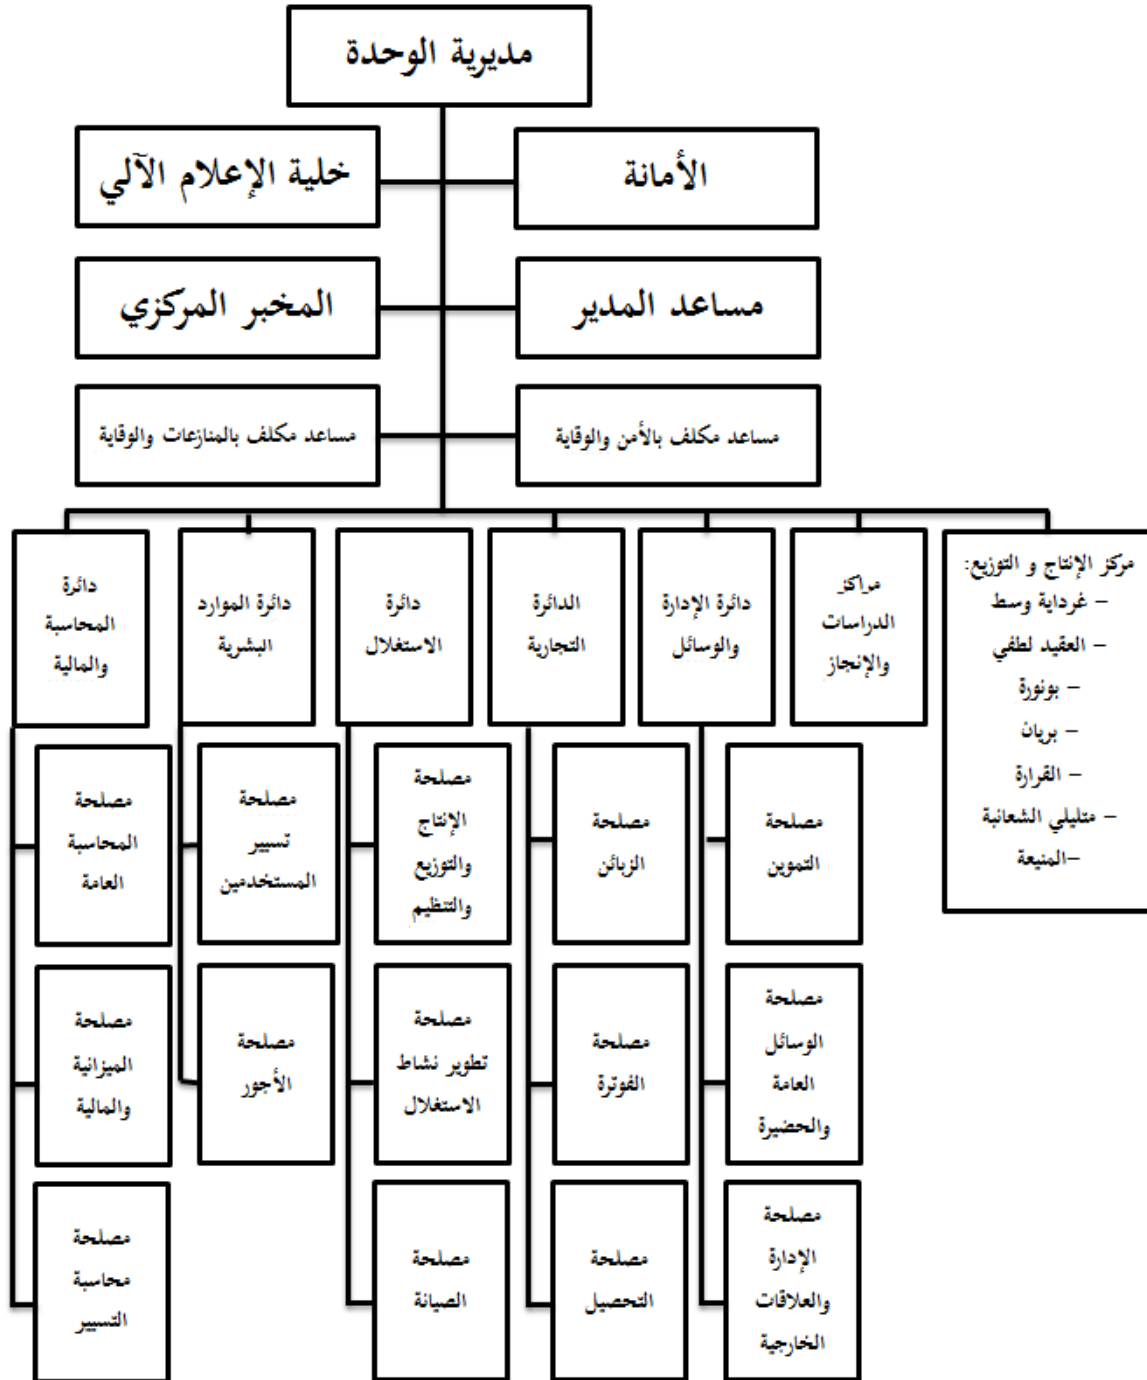 مديرية الوحدة
الأمانة
خلية الإعلام الآلي
مساعد المدير
المخبر المركزي
مساعد مكلف بالأمن والوقاية
مساعد مكلف بالمنازعات والوقاية
مركز الإنتاج و التوزيع:
– غرداية وسط
– العقيد لطفي
– بونورة
– بريان
– القرارة
– متليلي الشعانبة
–المنيعة
مراكز
الدراسات
والإنجاز
دائرة الإدارة
والوسائل
الدائرة
التجارية
دائرة
الاستغلال
دائرة الموارد
البشرية
دائرة
المحاسبة
والمالية
مصلحة
التموين
مصلحة
الزبائن
مصلحة
الإنتاج
والتوزيع
والتنظيم
مصلحة
تسيير
المستخدمين
مصلحة
المحاسبة
العامة
مصلحة
الوسائل
العامة
والحضيرة
مصلحة
الفوترة
مصلحة
تطوير نشاط
الاستغلال
مصلحة
الأجور
مصلحة
الميزانية
والمالية
مصلحة
الإدارة
والعلاقات
الخارجية
مصلحة
التحصيل
مصلحة
الصيانة
مصلحة
محاسبة
التسيير